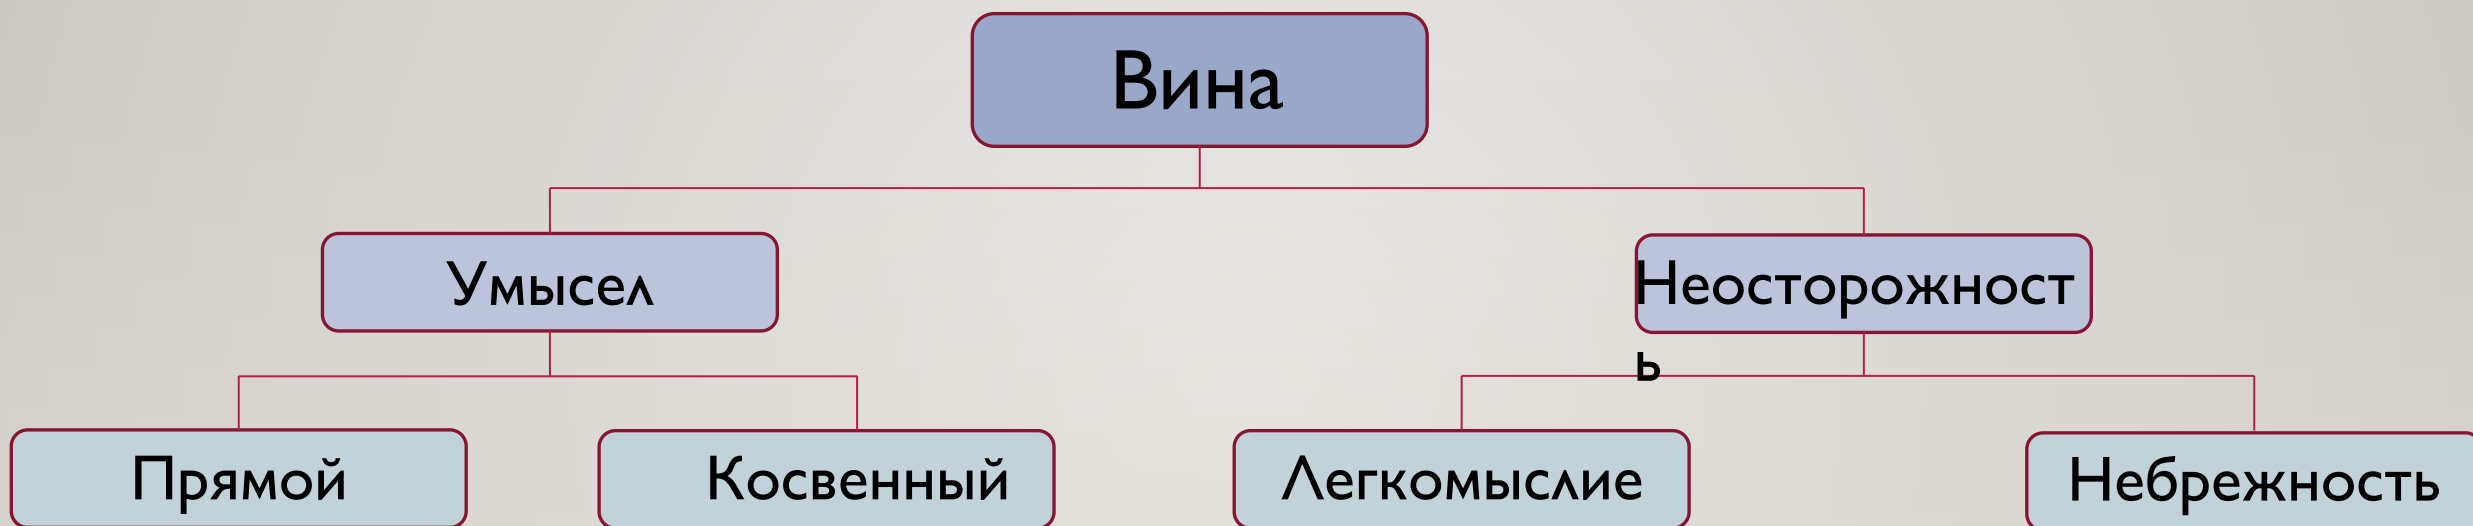 Вина
Умысел
Неосторожност
ь
Прямой
Косвенный
Легкомыслие
Небрежность